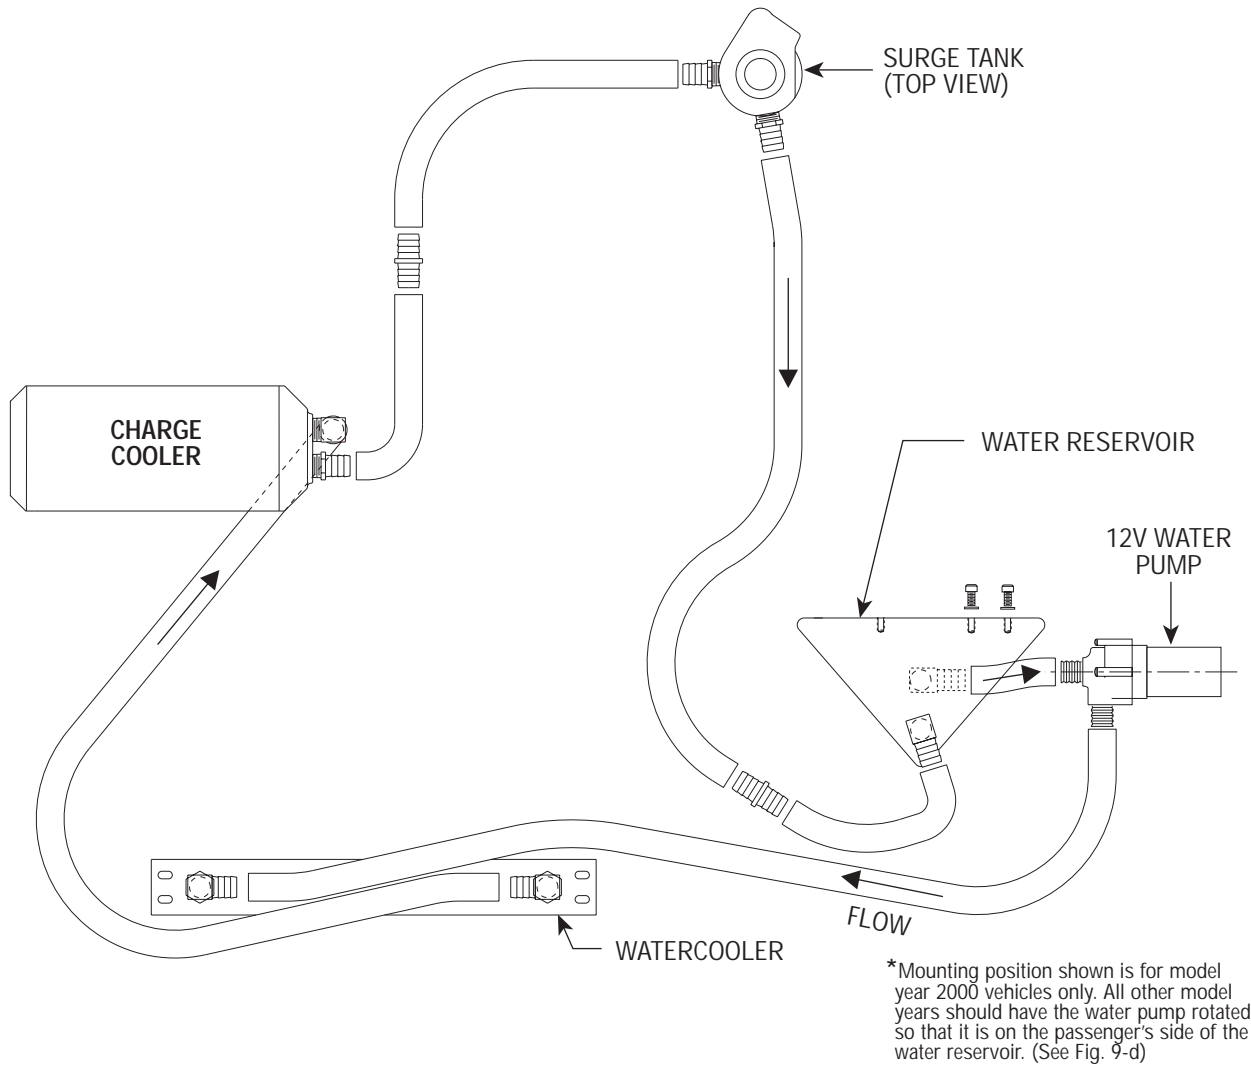 SURGE TANK
(TOP VIEW)
CHARGE
COOLER
WATER RESERVOIR
12V WATER
PUMP
FLOW
WATERCOOLER
*Mounting position shown is for model
year 2000 vehicles only. All other model
years should have the water pump rotated
so that it is on the passenger's side of the
water reservoir. (See Fig. 9-d)